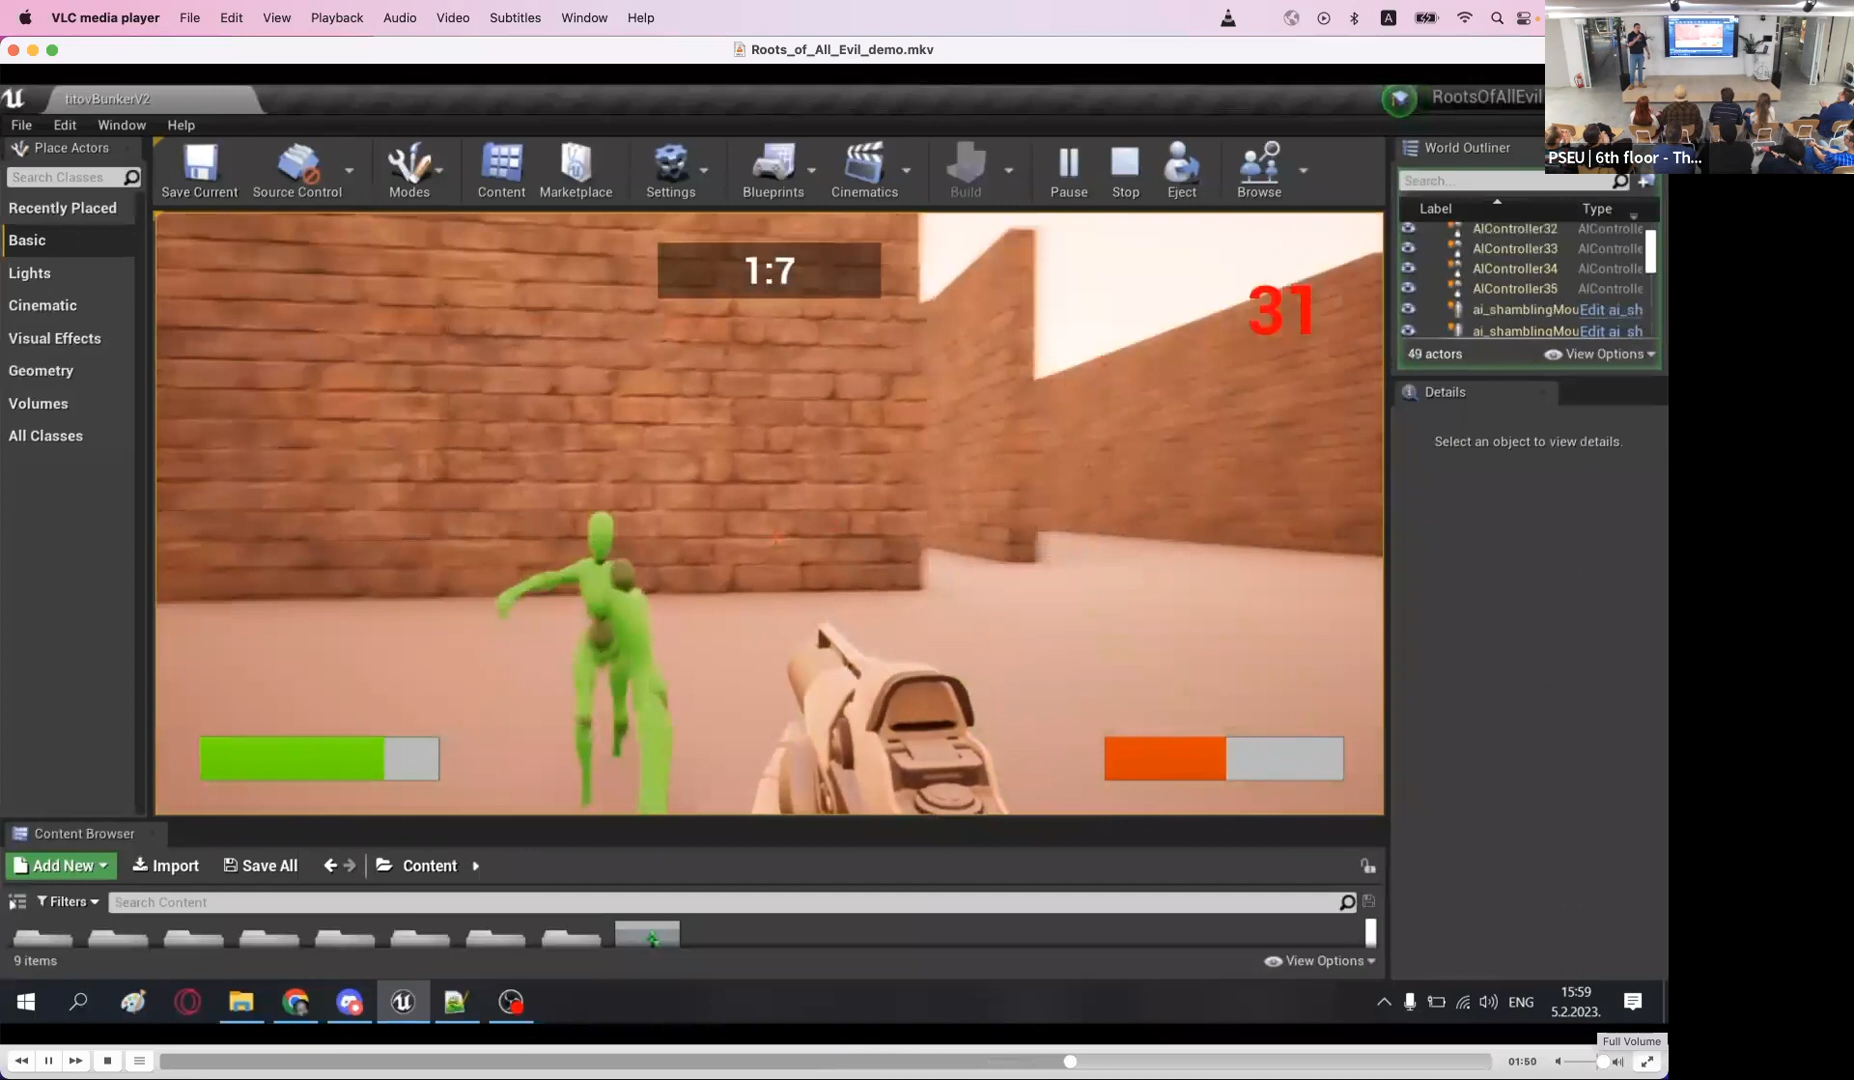 VLC media player File Edit View Playback Audio Video Subtitles Window Help A
Roots_of_All_Evil_demo.mkv
titovBunkerV2
RootsOfAllEvil
File Edit Window Help
PSEU | 6th floor - Th...
Place Actors
World Outliner
Search Classes
Search...
Save Current Source Control Modes Content Marketplace Settings Blueprints Cinematics Build Pause Stop Eject Browse
Recently Placed
Label Type
Basic
AIController32 AIControlle
AIController33 AIControlle
AIController34 AIControlle
AIController35 AIControlle
ai_shamblingMou Edit ai_sh
ai_shamblingMou Edit ai_sh
49 actors View Options
Lights
Cinematic
Visual Effects
Geometry
Volumes
All Classes
1:7
31
Details
Select an object to view details.
Content Browser
Add New Import Save All Content
Filters Search Content
9 items View Options
ENG 15:59
5.2.2023.
Full Volume
01:50